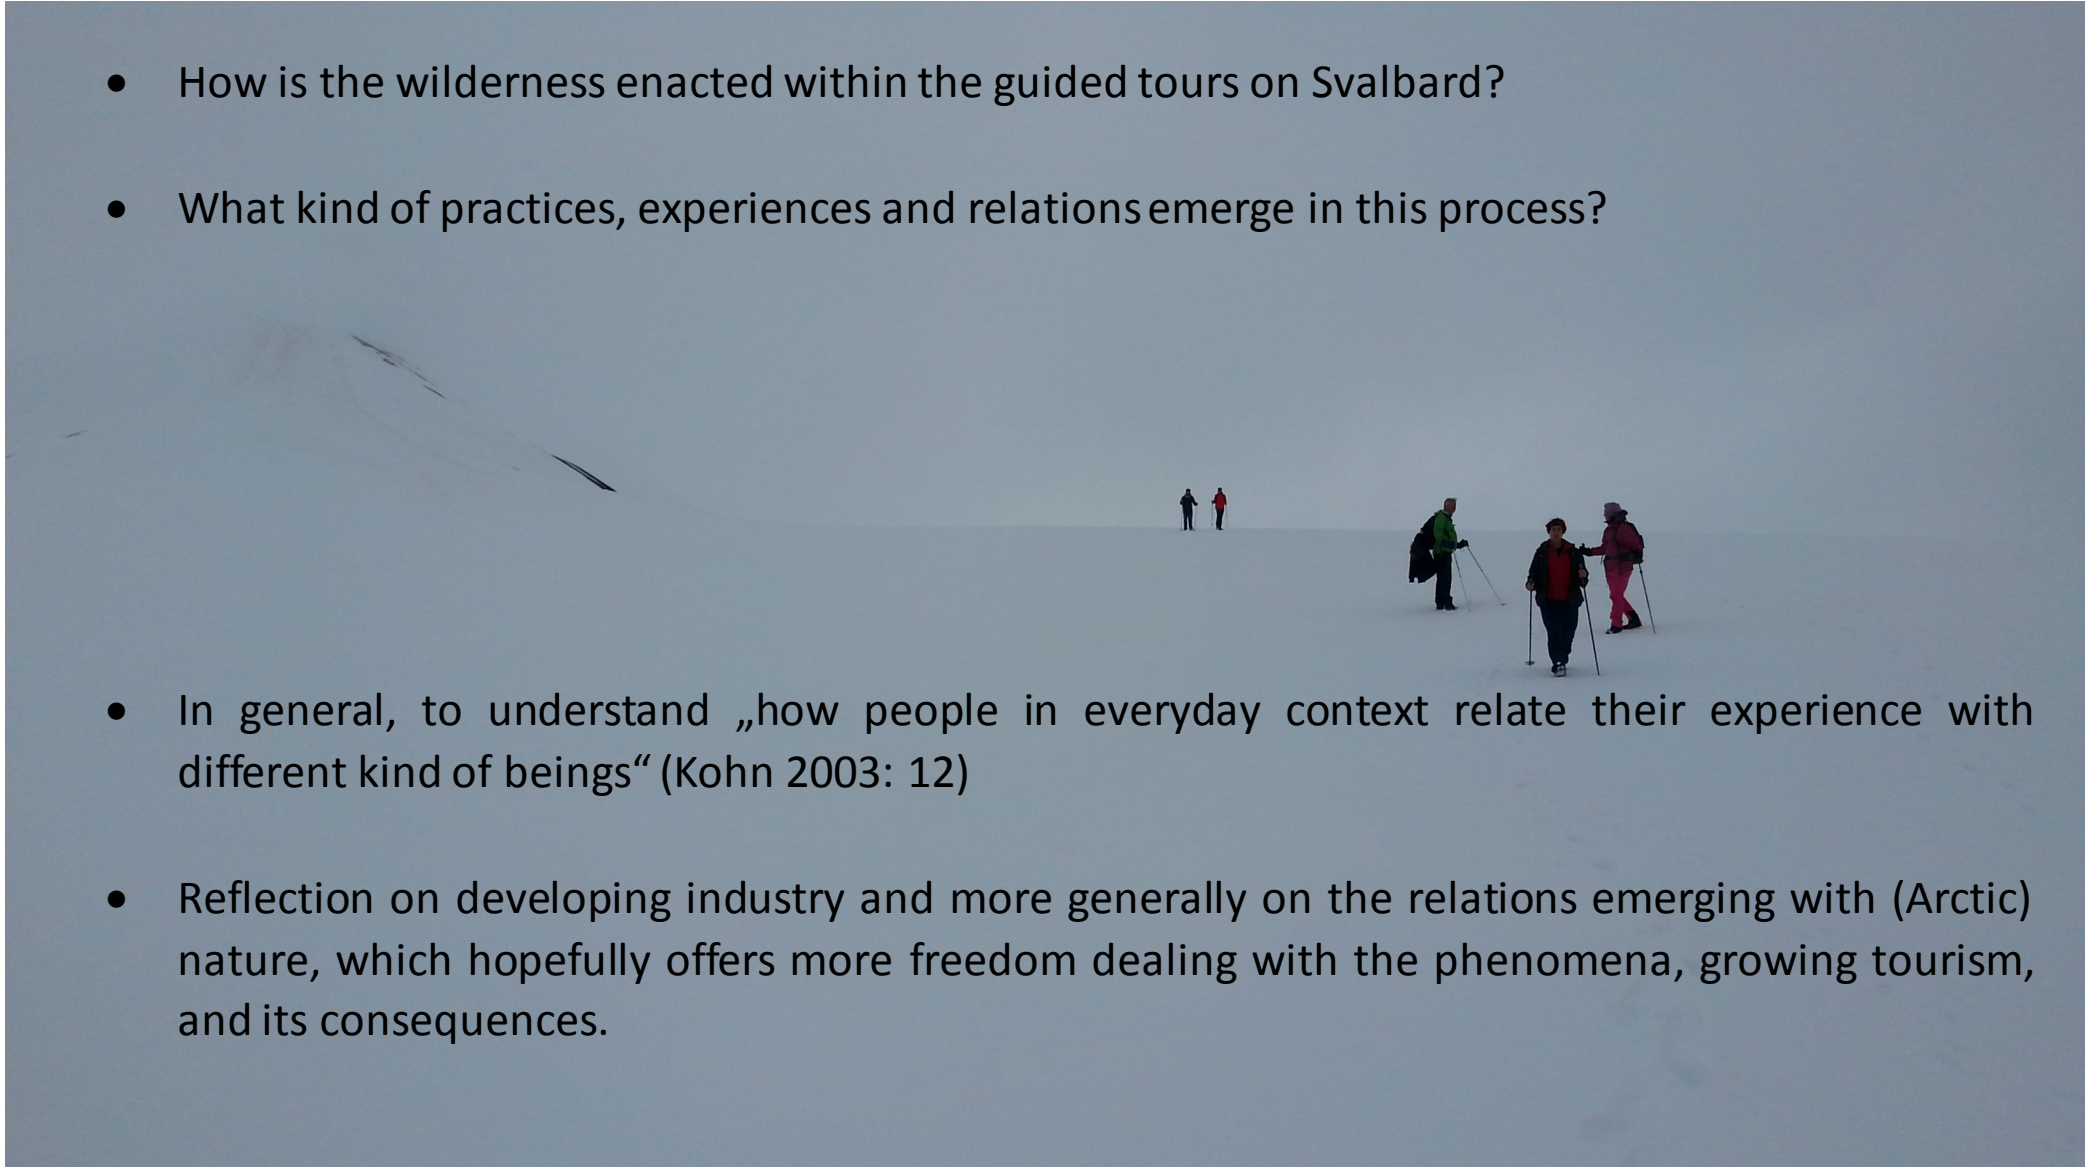 • How is the wilderness enacted within the guided tours on Svalbard?
• What kind of practices, experiences and relations emerge in this process?
• In general, to understand „how people in everyday context relate their experience with
different kind of beings“ (Kohn 2003: 12)
• Reflection on developing industry and more generally on the relations emerging with (Arctic)
nature, which hopefully offers more freedom dealing with the phenomena, growing tourism,
and its consequences.